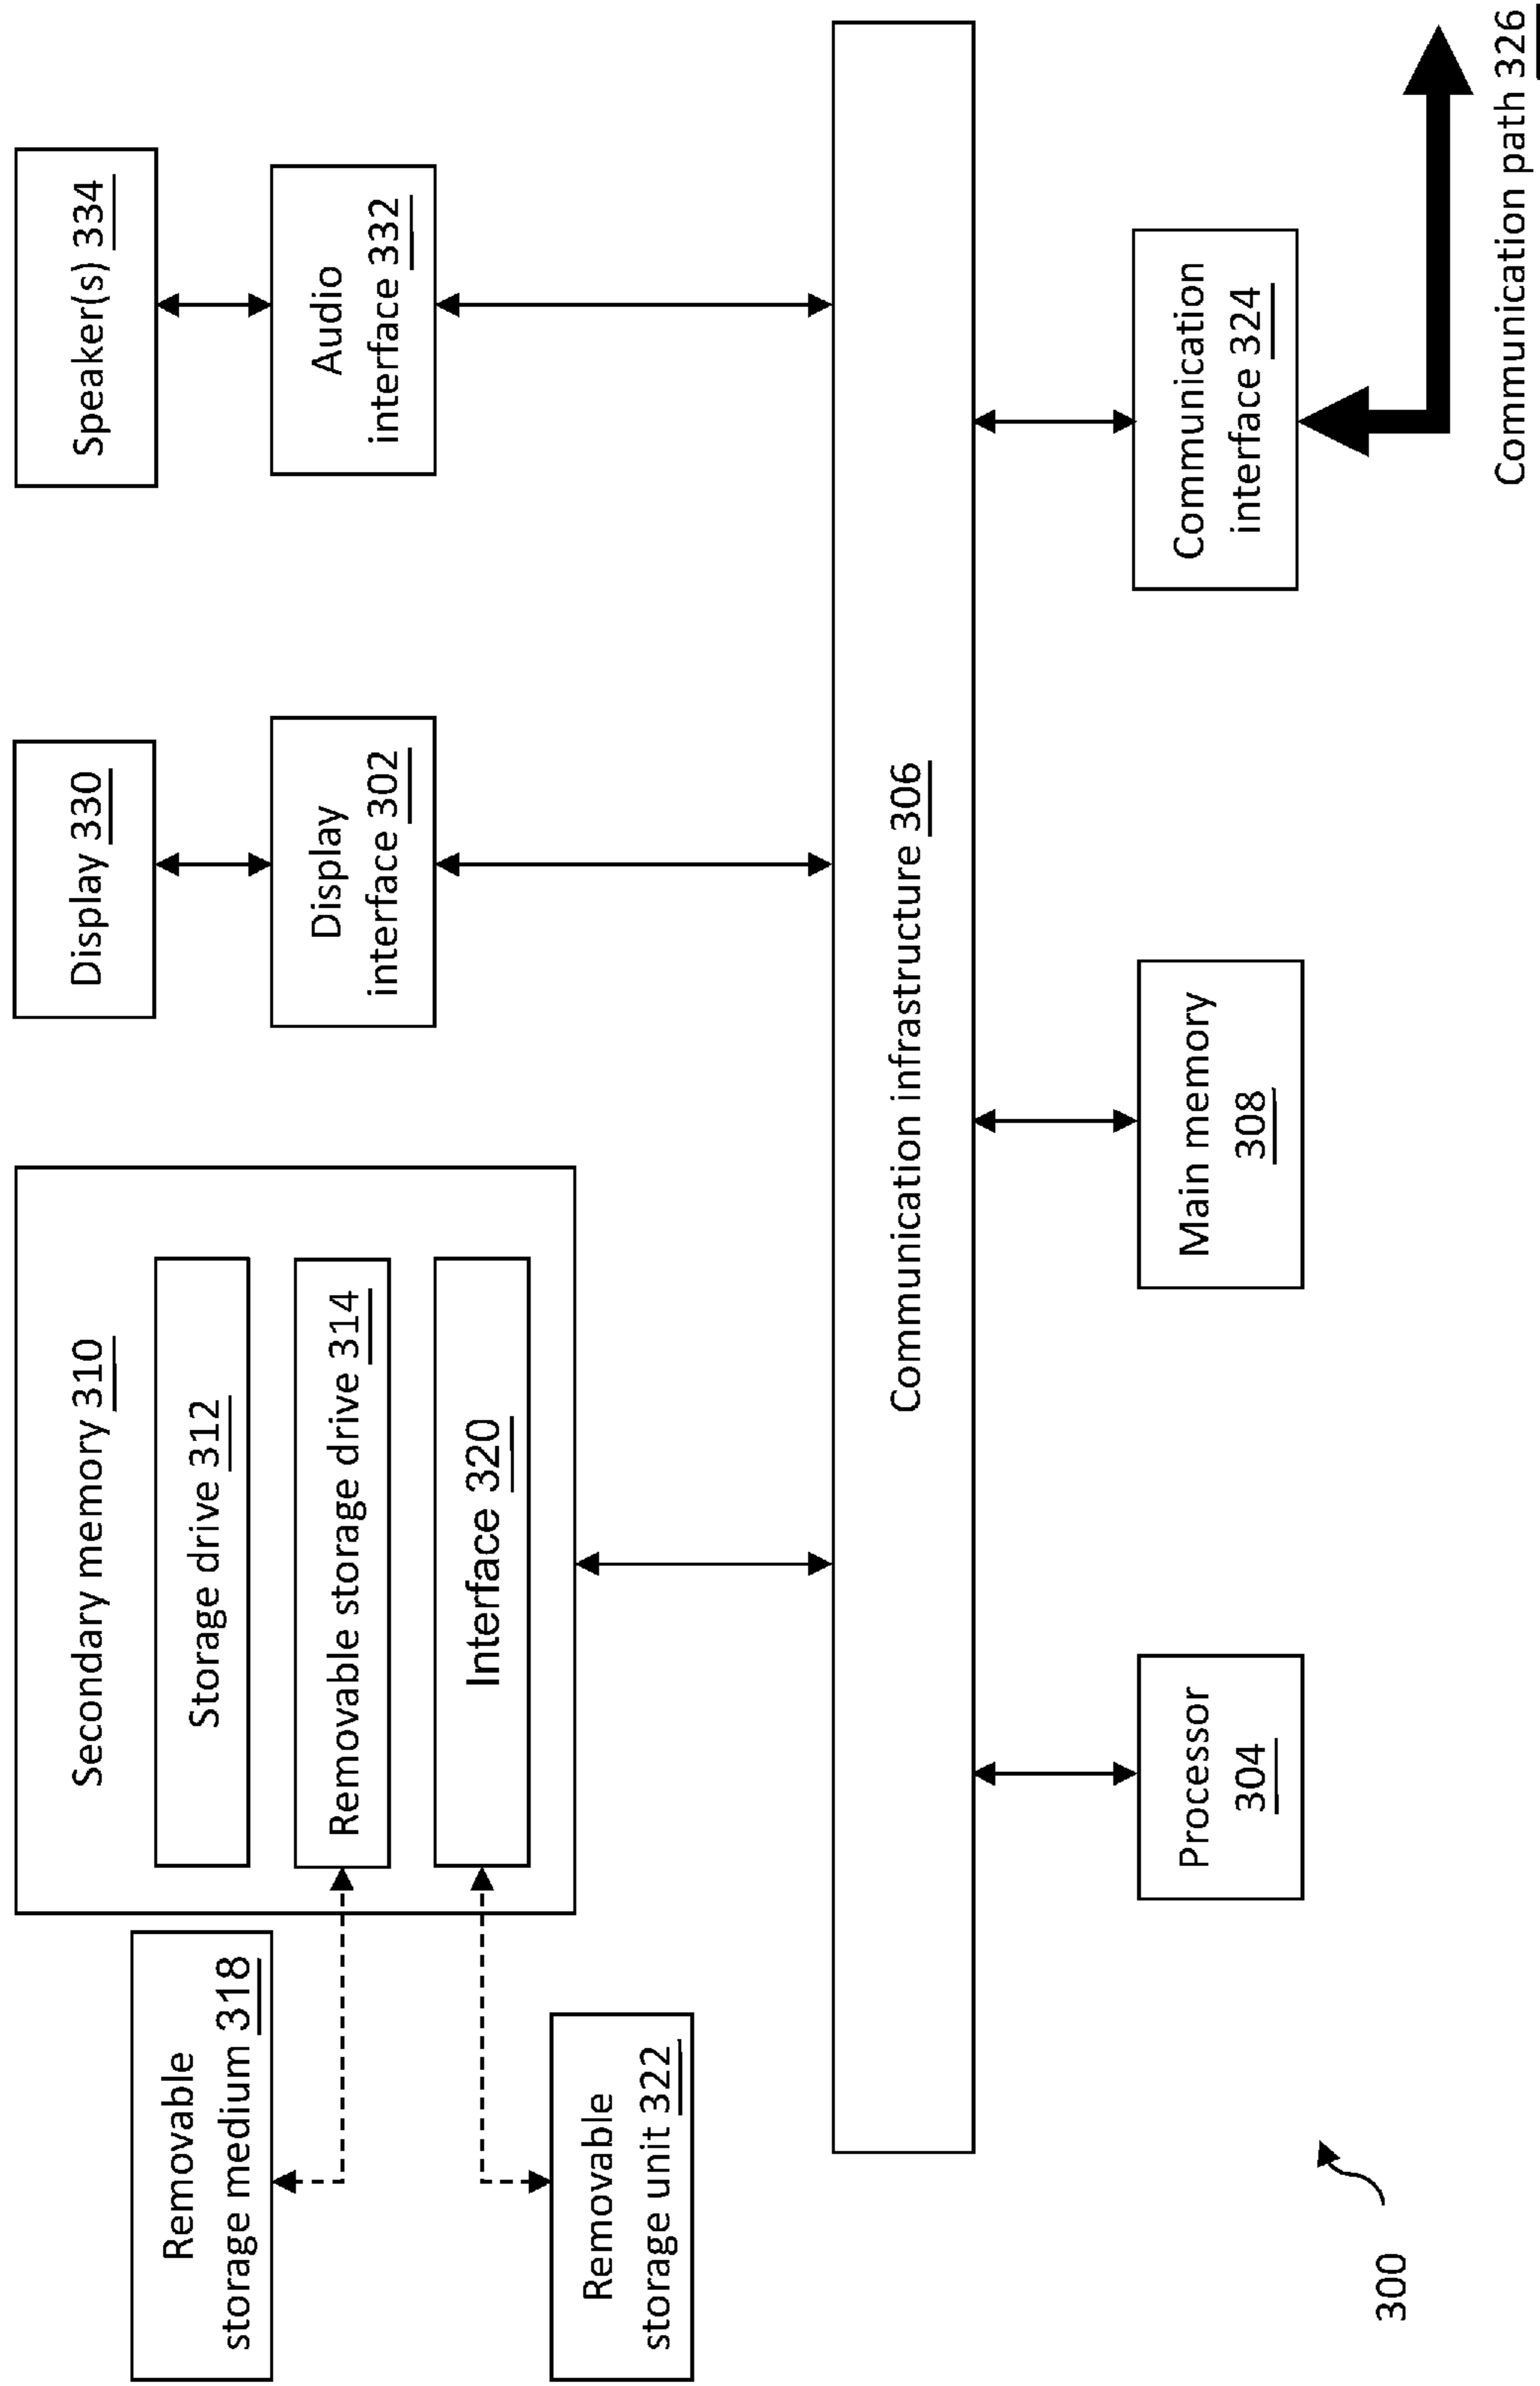 Removable
storage medium 318
Secondary memory 310
Storage drive 312
Removable storage drive 314
Interface 320
Removable
storage unit 322
Display 330
Display
interface 302
Speaker(s) 334
Audio
interface 332
Communication infrastructure 306
Processor
304
Main memory
308
Communication
interface 324
Communication path 326
300